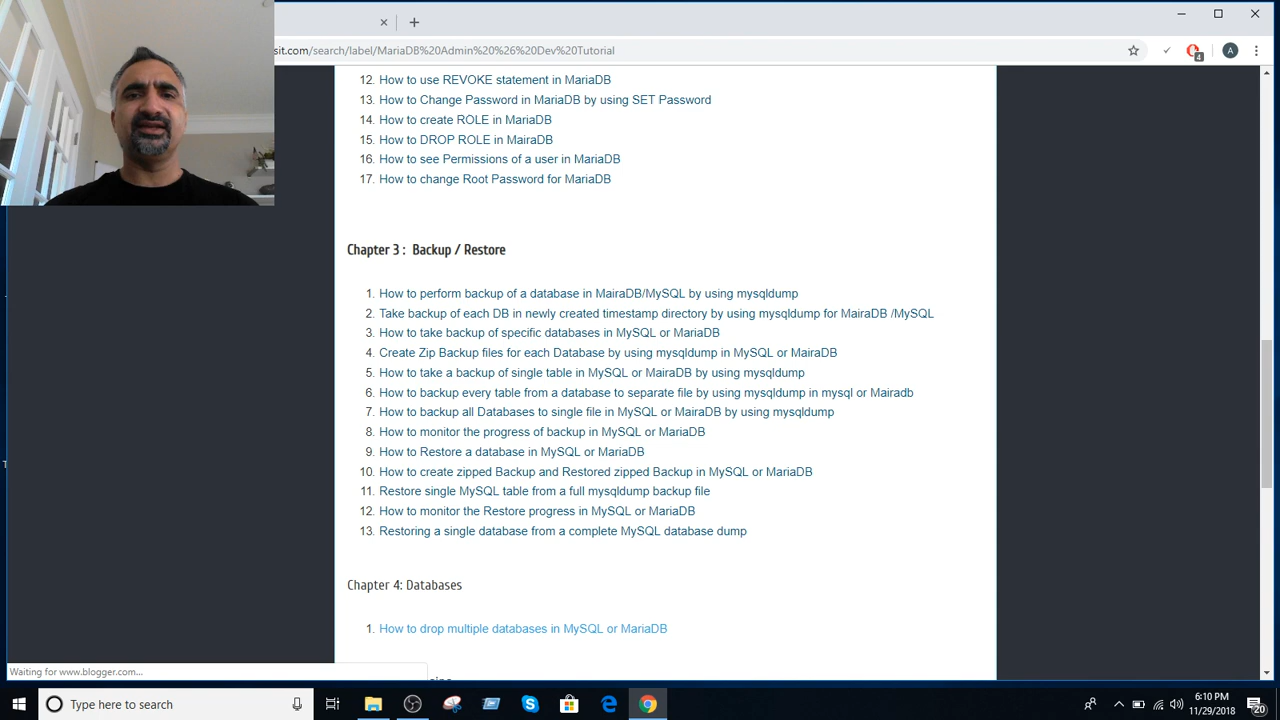 sit.com/search/label/MariaDB%20Admin%20%26%20Dev%20Tutorial
4
A
12. How to use REVOKE statement in MariaDB
13. How to Change Password in MariaDB by using SET Password
14. How to create ROLE in MariaDB
15. How to DROP ROLE in MairaDB
16. How to see Permissions of a user in MariaDB
17. How to change Root Password for MariaDB
Chapter 3 : Backup / Restore
1. How to perform backup of a database in MairaDB/MySQL by using mysqldump
2. Take backup of each DB in newly created timestamp directory by using mysqldump for MairaDB /MySQL
3. How to take backup of specific databases in MySQL or MariaDB
4. Create Zip Backup files for each Database by using mysqldump in MySQL or MairaDB
5. How to take a backup of single table in MySQL or MairaDB by using mysqldump
6. How to backup every table from a database to separate file by using mysqldump in mysql or Mairadb
7. How to backup all Databases to single file in MySQL or MairaDB by using mysqldump
8. How to monitor the progress of backup in MySQL or MariaDB
9. How to Restore a database in MySQL or MariaDB
10. How to create zipped Backup and Restored zipped Backup in MySQL or MariaDB
11. Restore single MySQL table from a full mysqldump backup file
12. How to monitor the Restore progress in MySQL or MariaDB
13. Restoring a single database from a complete MySQL database dump
Chapter 4: Databases
1. How to drop multiple databases in MySQL or MariaDB
Waiting for www.blogger.com...
Type here to search
6:10 PM
11/29/2018
20